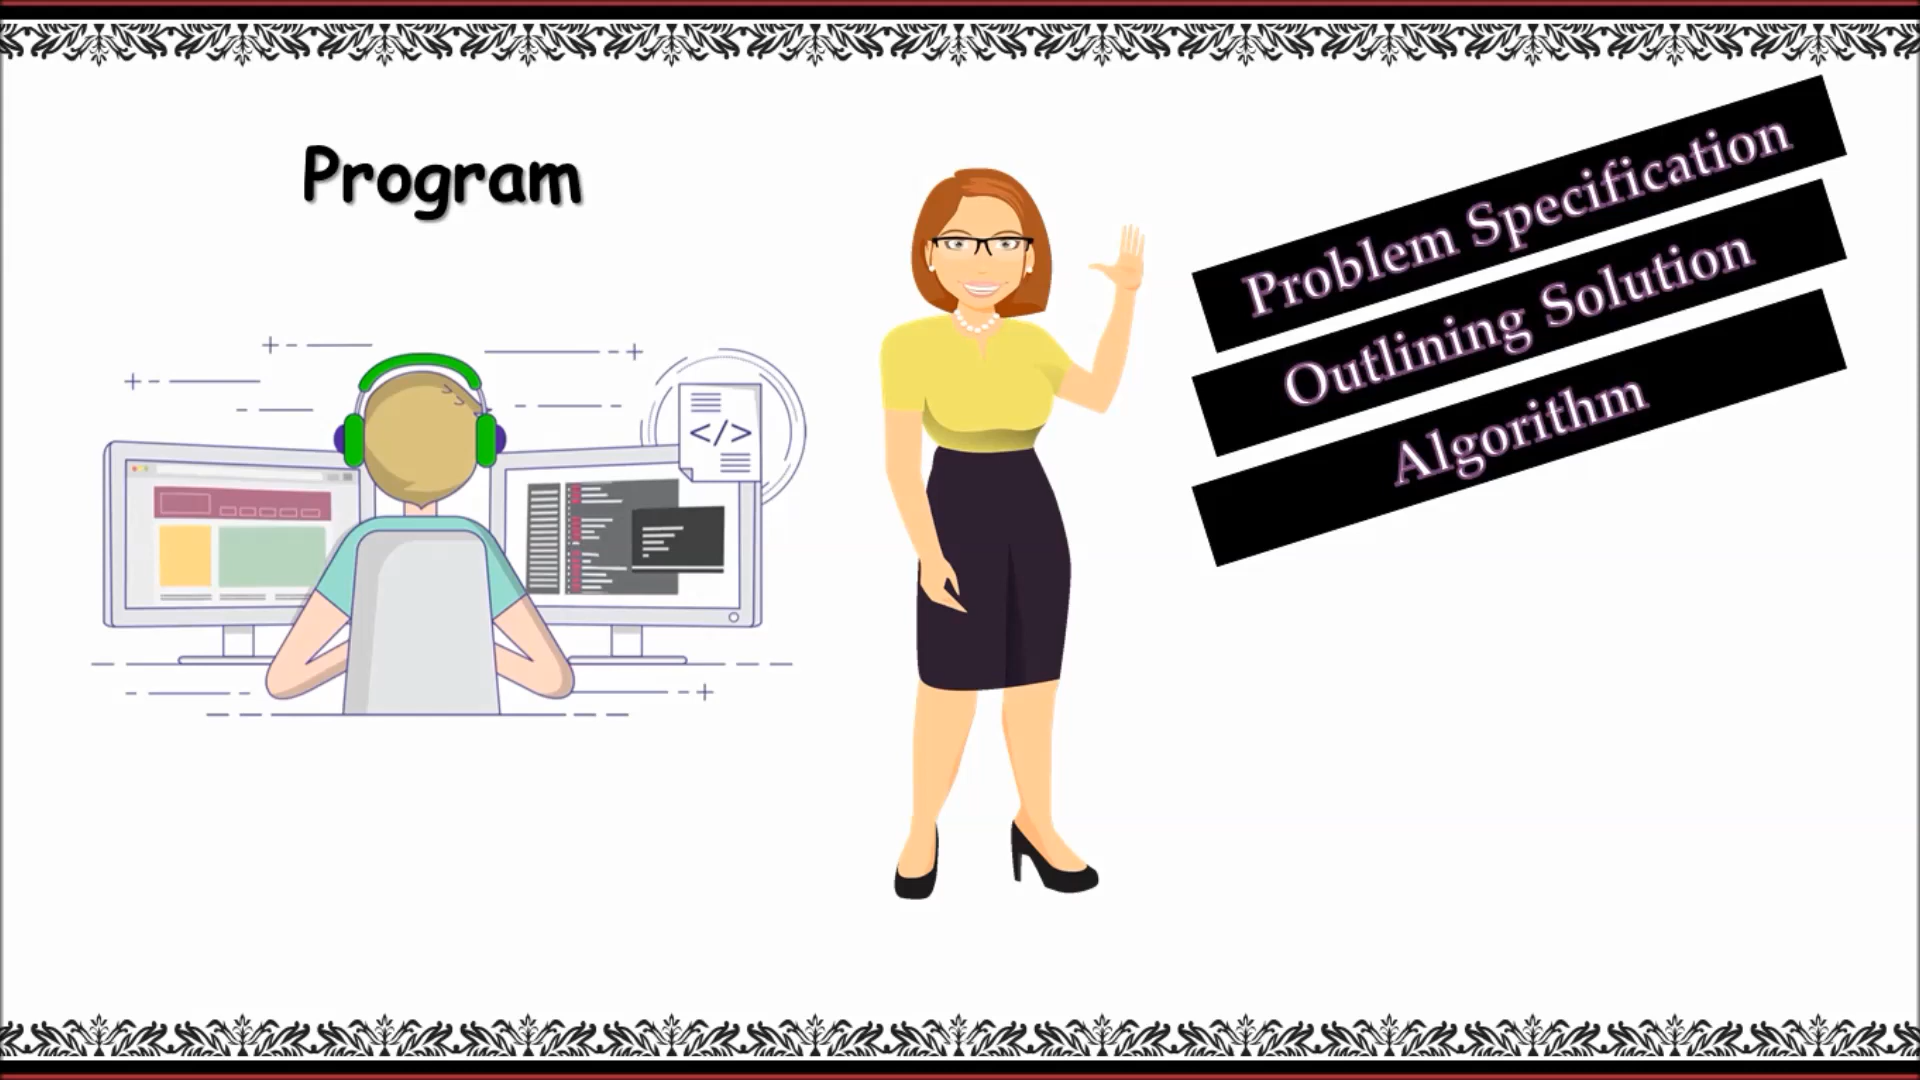 Program
Problem Specification
Outlining Solution
Algorithm
</>